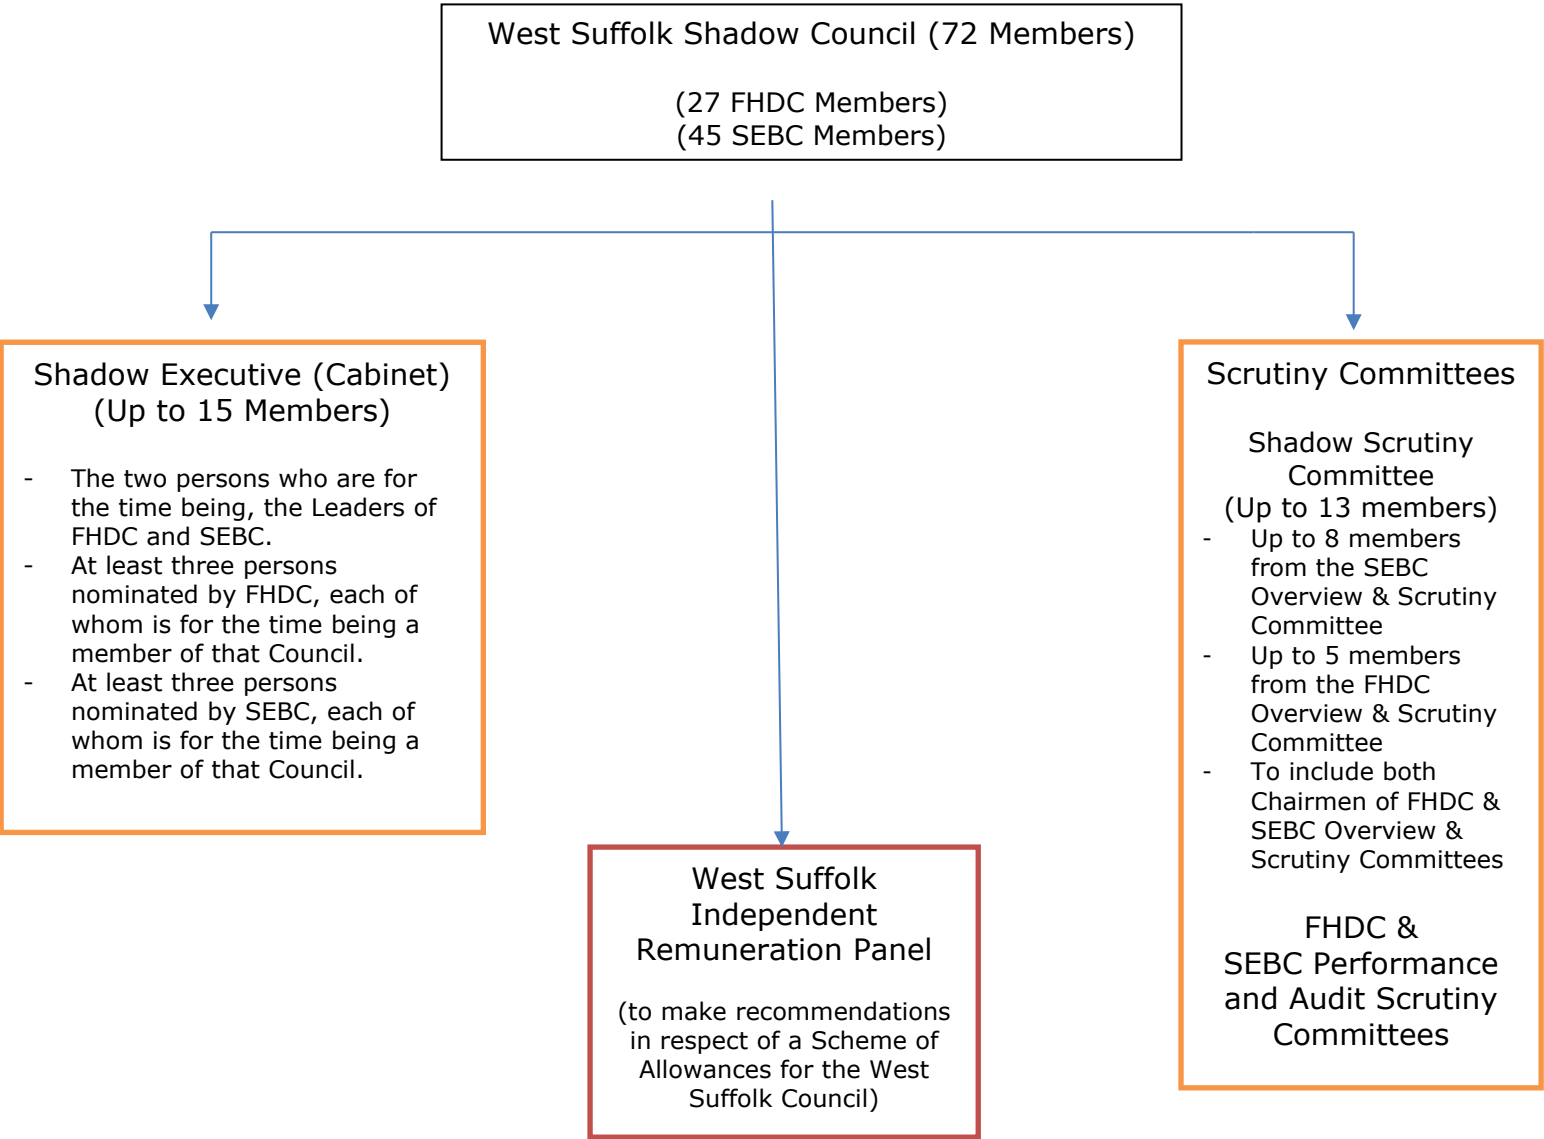 West Suffolk Shadow Council (72 Members)
(27 FHDC Members)
(45 SEBC Members)
Shadow Executive (Cabinet)
(Up to 15 Members)
- The two persons who are for
the time being, the Leaders of
FHDC and SEBC.
- At least three persons
nominated by FHDC, each of
whom is for the time being a
member of that Council.
- At least three persons
nominated by SEBC, each of
whom is for the time being a
member of that Council.
West Suffolk
Independent
Remuneration Panel
(to make recommendations
in respect of a Scheme of
Allowances for the West
Suffolk Council)
Scrutiny Committees
Shadow Scrutiny
Committee
(Up to 13 members)
- Up to 8 members
from the SEBC
Overview & Scrutiny
Committee
- Up to 5 members
from the FHDC
Overview & Scrutiny
Committee
- To include both
Chairmen of FHDC &
SEBC Overview &
Scrutiny Committees
FHDC &
SEBC Performance
and Audit Scrutiny
Committees